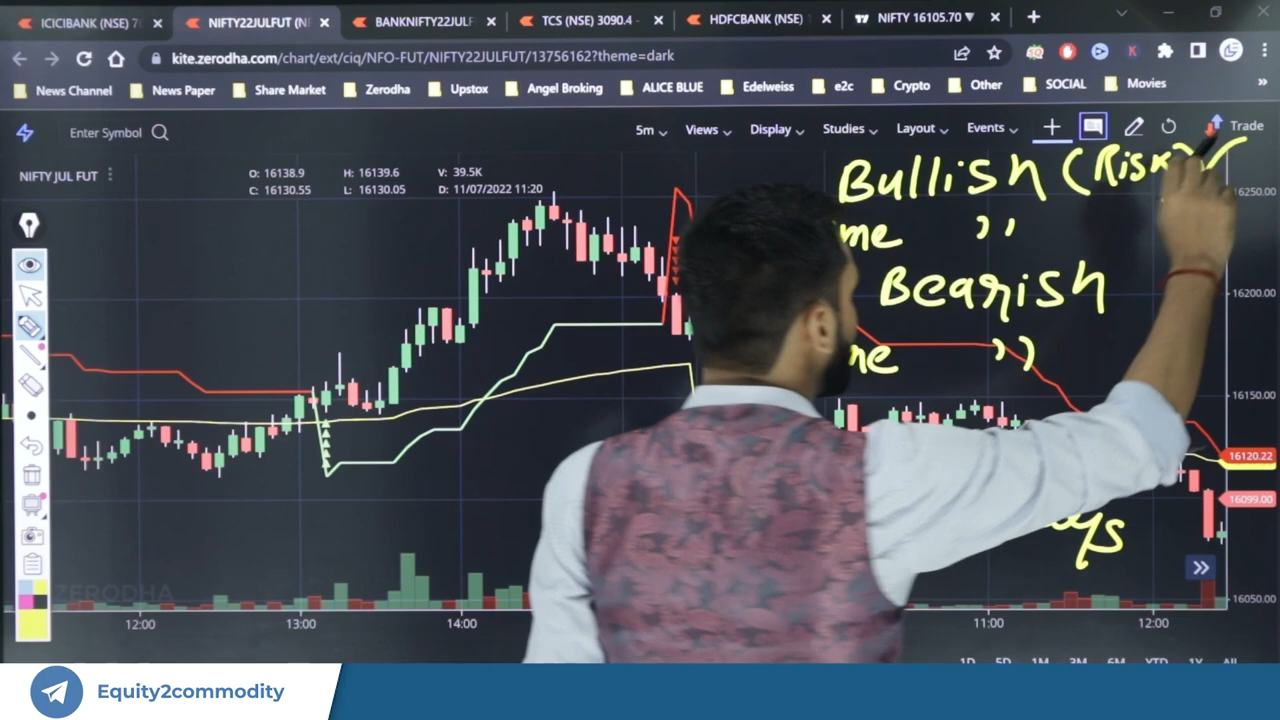 ICICIBANK (NSE) 7
NIFTY22JULFUT (N
BANKNIFTY22JULF
TCS (NSE) 3090.4 -
HDFCBANK (NSE)
NIFTY 16105.70 ▼
kite.zerodha.com/chart/ext/ciq/NFO-FUT/NIFTY22JULFUT/13756162?theme=dark
News Channel News Paper Share Market Zerodha Upstox Angel Broking ALICE BLUE Edelweiss e2c Crypto Other SOCIAL Movies »
Enter Symbol 5m Views Display Studies Layout Events Trade
NIFTY JUL FUT
O: 16138.9 H: 16139.6 V: 39.5K
C: 16130.55 L: 16130.05 D: 11/07/2022 11:20
Bullish (Risk)
me ,,
Bearish
me ,,
ys
16250.00
16200.00
16150.00
16120.22
16099.00
16050.00
ZERODHA
12:00 13:00 14:00 11:00 12:00
1D 5D 1M 3M 6M YTD 1Y All
Equity2commodity